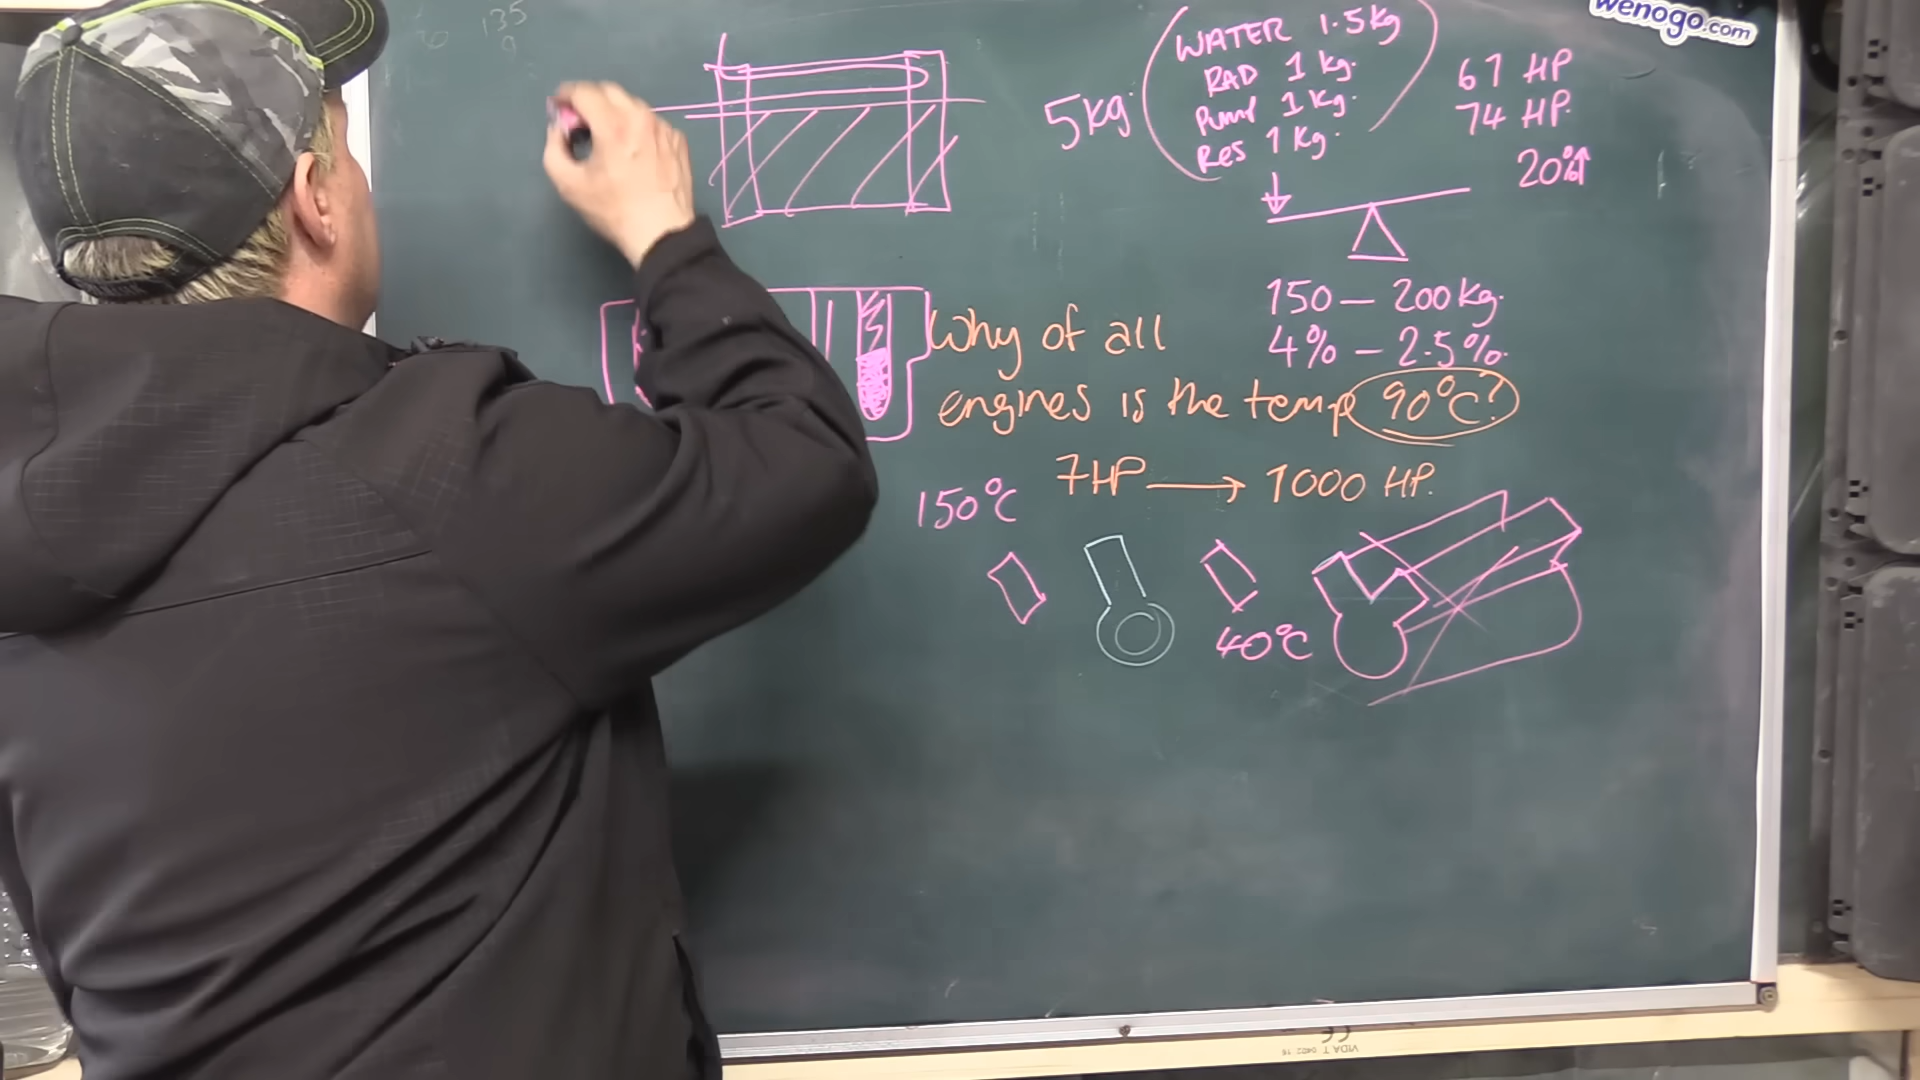 135
9
wenogo.com
5kg.
WATER 1.5kg
RAD 1 kg.
Pump 1 kg.
Res 1 kg.
67 HP
74 HP.
20%↑
150 – 200 kg.
4% – 2.5%.
Why of all
engines is the temp 90°C?
7HP → 1000 HP.
150°C
40°C